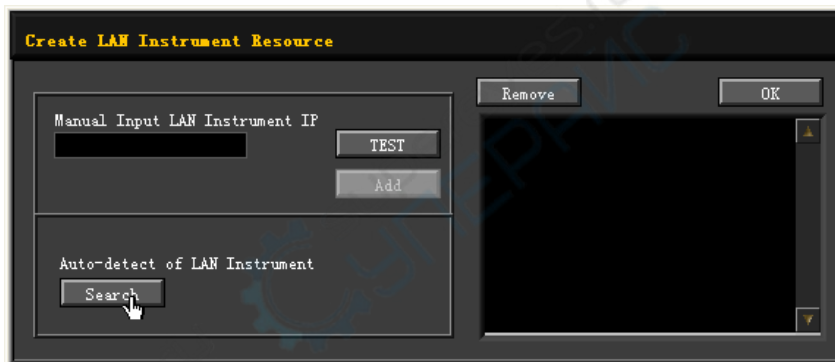 Create LAN Instrument Resource
Remove
OK
Manual Input LAN Instrument IP
TEST
Add
Auto-detect of LAN Instrument
Search
СУПЕРАЙС